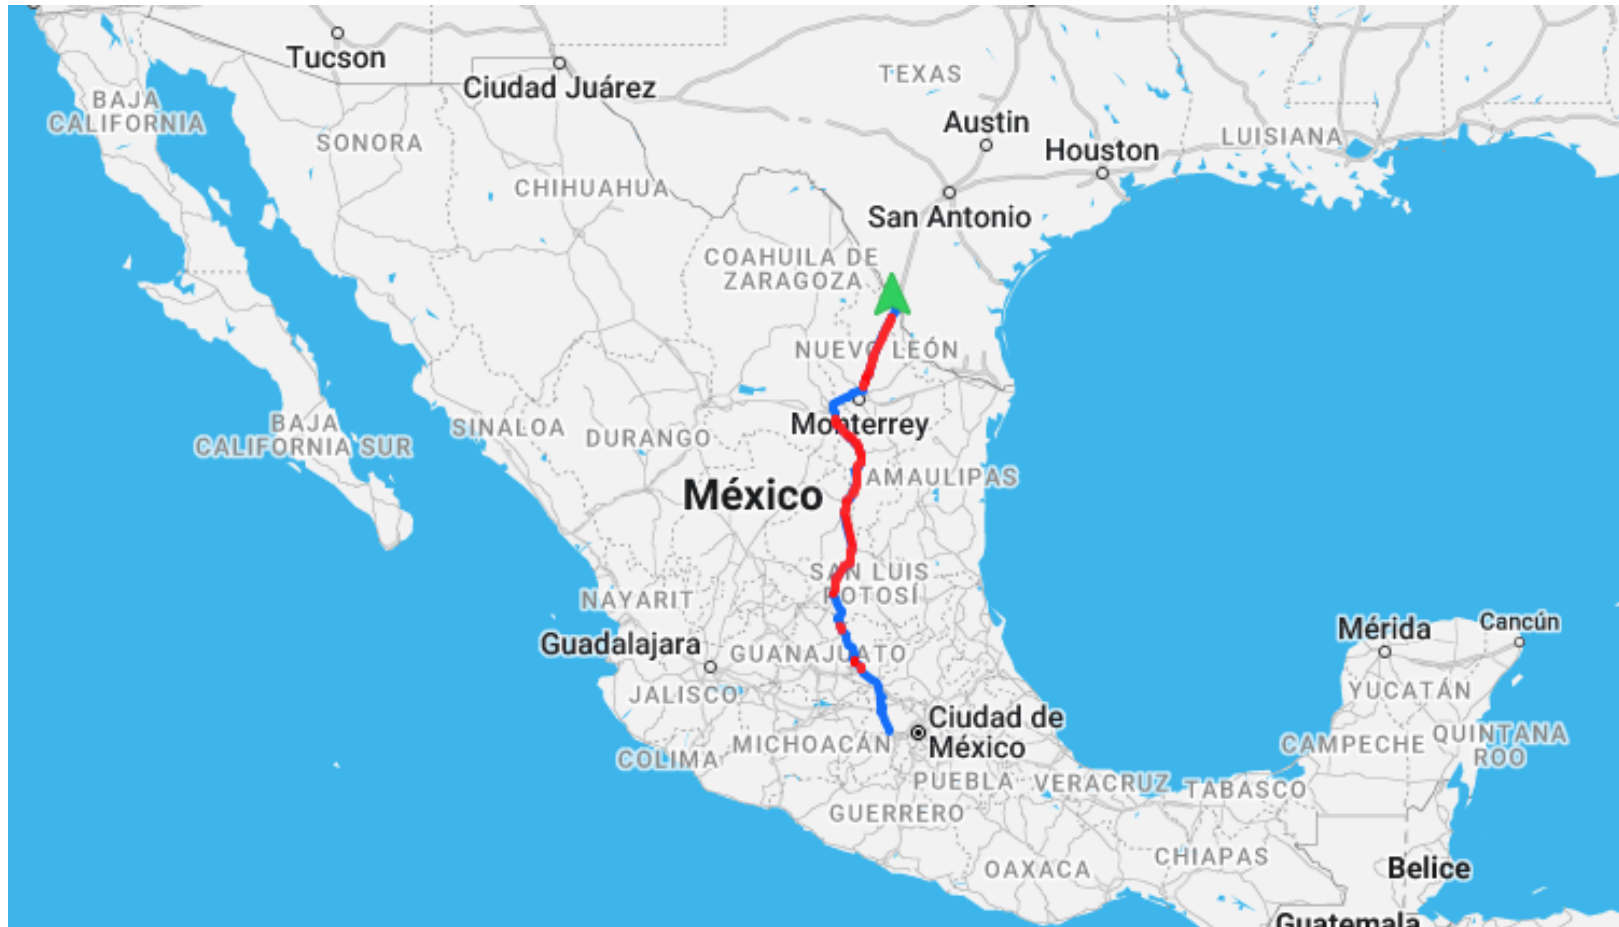 Tucson
Ciudad Juárez
TEXAS
BAJA
CALIFORNIA
SONORA
Austin
Houston
LUISIANA
CHIHUAHUA
San Antonio
COAHUILA DE
ZARAGOZA
NUEVO LEÓN
BAJA
CALIFORNIA SUR
SINALOA
DURANGO
Monterrey
AMAULIPAS
México
SAN LUIS
POTOSÍ
NAYARIT
Guadalajara
GUANAJUATO
JALISCO
Mérida
Cancún
YUCATÁN
Ciudad de
México
MICHOACÁN
COLIMA
CAMPECHE
QUINTANA
ROO
PUEBLA
VERACRUZ
TABASCO
GUERRERO
OAXACA
CHIAPAS
Belice
Guatemala